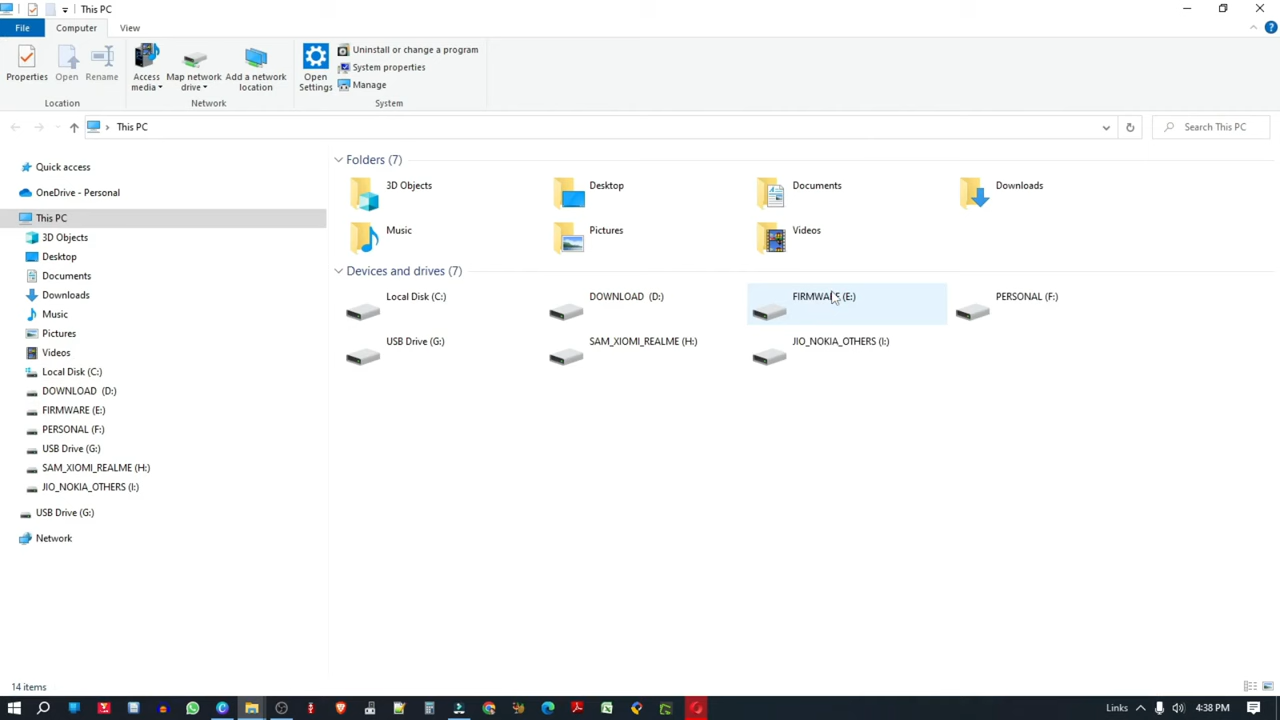 This PC
File Computer View
Properties Open Rename Access media Map network drive Add a network location Open Settings Uninstall or change a program
System properties
Manage
Location Network System
This PC Search This PC
Quick access
OneDrive - Personal
This PC
3D Objects
Desktop
Documents
Downloads
Music
Pictures
Videos
Local Disk (C:)
DOWNLOAD (D:)
FIRMWARE (E:)
PERSONAL (F:)
USB Drive (G:)
SAM_XIOMI_REALME (H:)
JIO_NOKIA_OTHERS (I:)
USB Drive (G:)
Network
Folders (7)
3D Objects Desktop Documents Downloads
Music Pictures Videos
Devices and drives (7)
Local Disk (C:) DOWNLOAD (D:) FIRMWARE (E:) PERSONAL (F:)
USB Drive (G:) SAM_XIOMI_REALME (H:) JIO_NOKIA_OTHERS (I:)
14 items
Links 4:38 PM